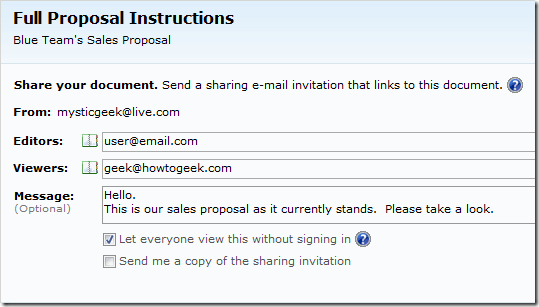 Full Proposal Instructions
Blue Team's Sales Proposal
Share your document. Send a sharing e-mail invitation that links to this document. ?
From: mysticgeek@live.com
Editors: user@email.com
Viewers: geek@howtogeek.com
Message: Hello.
(Optional) This is our sales proposal as it currently stands.  Please take a look.
Let everyone view this without signing in ?
Send me a copy of the sharing invitation